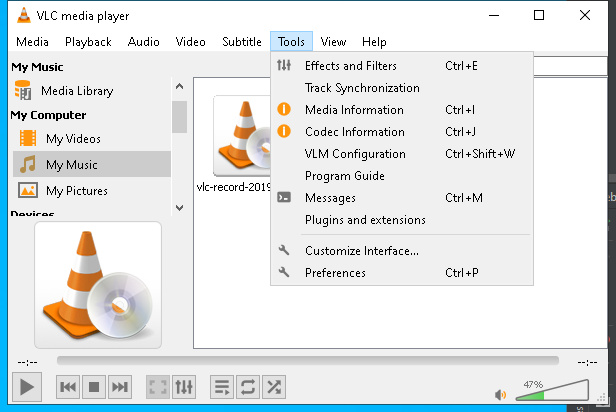 VLC media player
Media Playback Audio Video Subtitle Tools View Help
My Music
Media Library
My Computer
My Videos
My Music
My Pictures
Devices
vlc-record-2019
Effects and Filters Ctrl+E
Track Synchronization
Media Information Ctrl+I
Codec Information Ctrl+J
VLM Configuration Ctrl+Shift+W
Program Guide
Messages Ctrl+M
Plugins and extensions
Customize Interface...
Preferences Ctrl+P
--:-- --:--
47%